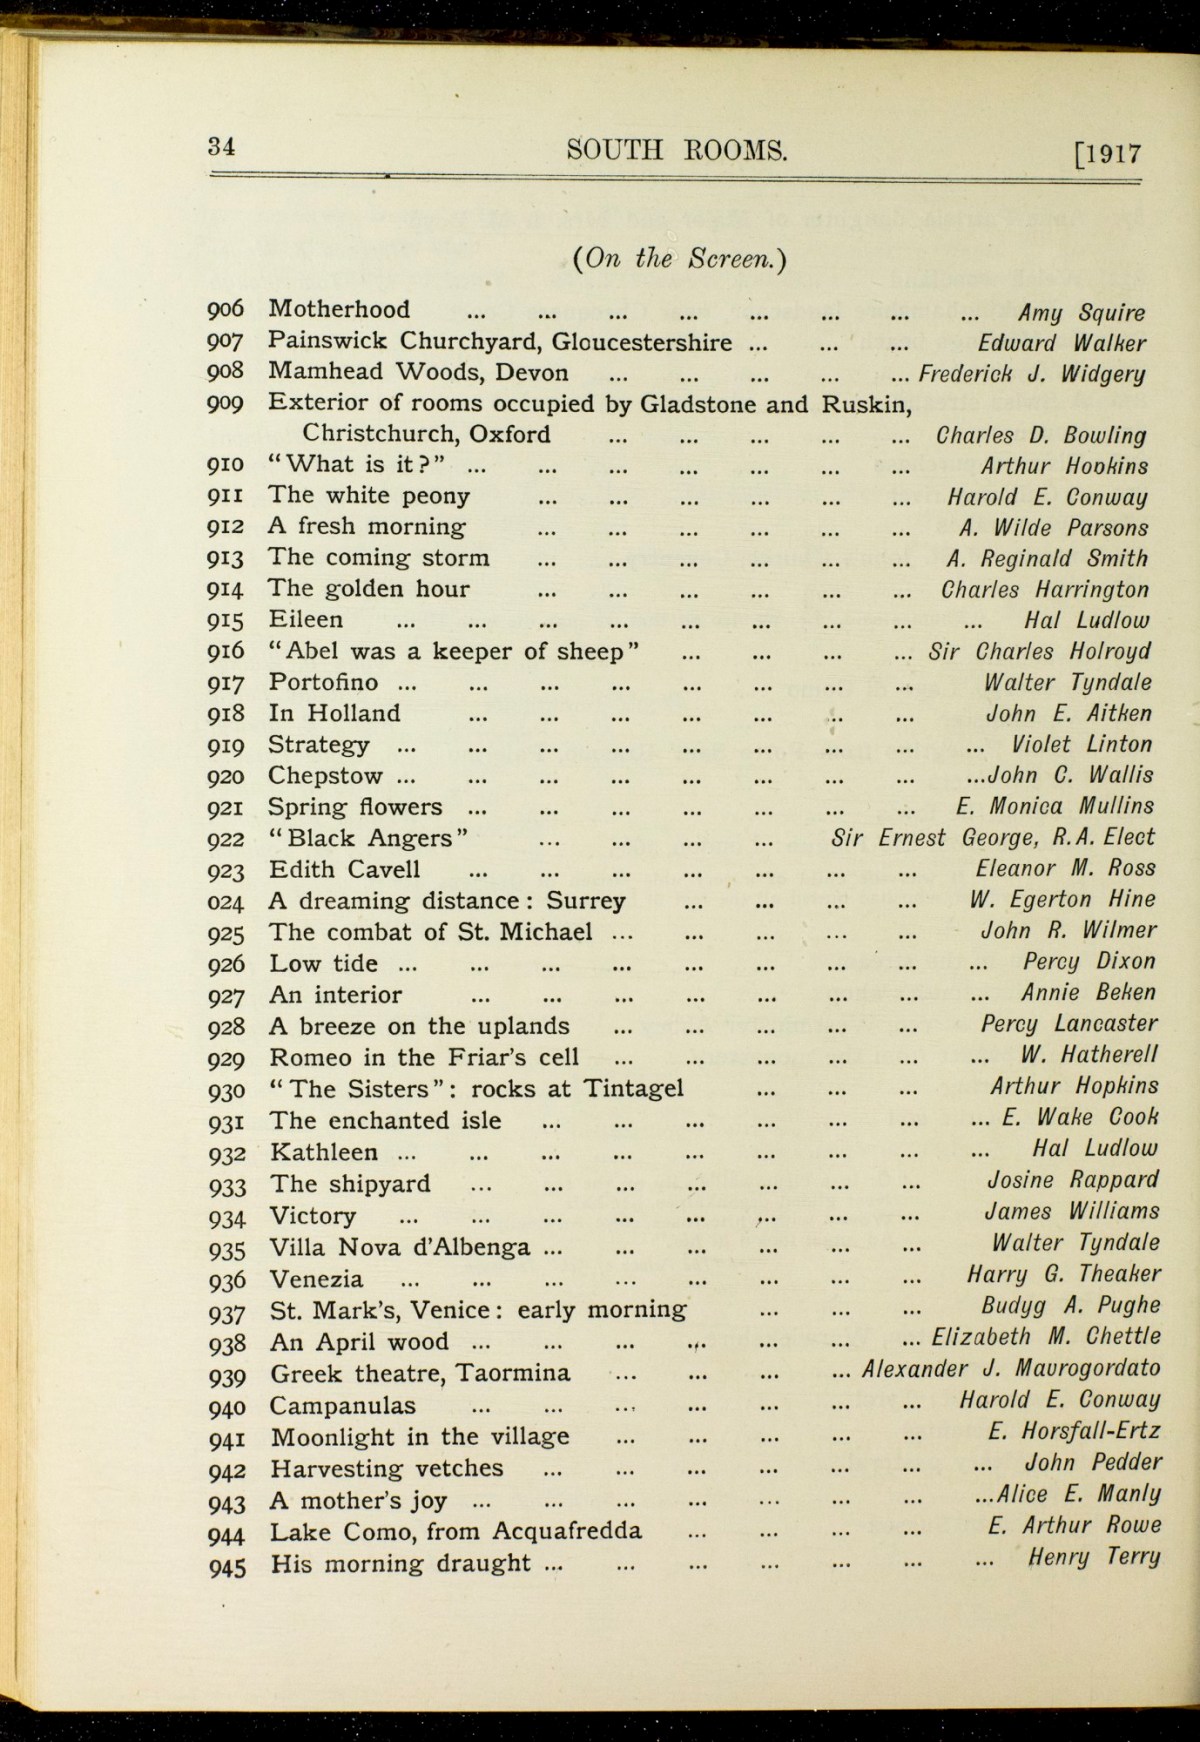 34 SOUTH ROOMS. [1917
(On the Screen.)
906 Motherhood ... ... ... ... ... ... ... ... Amy Squire
907 Painswick Churchyard, Gloucestershire ... ... ... Edward Walker
908 Mamhead Woods, Devon ... ... ... ... ... Frederick J. Widgery
909 Exterior of rooms occupied by Gladstone and Ruskin,
Christchurch, Oxford ... ... ... ... ... Charles D. Bowling
910 “What is it?” ... ... ... ... ... ... ... Arthur Hopkins
911 The white peony ... ... ... ... ... ... Harold E. Conway
912 A fresh morning ... ... ... ... ... ... A. Wilde Parsons
913 The coming storm ... ... ... ... ... ... A. Reginald Smith
914 The golden hour ... ... ... ... ... ... Charles Harrington
915 Eileen ... ... ... ... ... ... ... ... ... Hal Ludlow
916 “Abel was a keeper of sheep” ... ... ... ... Sir Charles Holroyd
917 Portofino ... ... ... ... ... ... ... ... Walter Tyndale
918 In Holland ... ... ... ... ... .. ... John E. Aitken
919 Strategy ... ... ... ... ... ... ... ... ... Violet Linton
920 Chepstow ... ... ... ... ... ... ... ... ...John C. Wallis
921 Spring flowers ... ... ... ... ... ... ... E. Monica Mullins
922 “Black Angers” ... ... ... ... Sir Ernest George, R.A. Elect
923 Edith Cavell ... ... ... ... ... ... ... Eleanor M. Ross
024 A dreaming distance: Surrey ... ... ... ... W. Egerton Hine
925 The combat of St. Michael ... ... ... ... ... John R. Wilmer
926 Low tide ... ... ... ... ... ... ... ... ... Percy Dixon
927 An interior ... ... ... ... ... ... ... ... Annie Beken
928 A breeze on the uplands ... ... ... ... ... Percy Lancaster
929 Romeo in the Friar’s cell ... ... ... ... ... ... W. Hatherell
930 “The Sisters”: rocks at Tintagel ... ... ... Arthur Hopkins
931 The enchanted isle ... ... ... ... ... ... ... E. Wake Cook
932 Kathleen ... ... ... ... ... ... ... ... ... Hal Ludlow
933 The shipyard ... ... ... ... ... ... ... Josine Rappard
934 Victory ... ... ... ... ... ... ... ... James Williams
935 Villa Nova d’Albenga ... ... ... ... ... ... Walter Tyndale
936 Venezia ... ... ... ... ... ... ... ... Harry G. Theaker
937 St. Mark’s, Venice: early morning ... ... ... Budyg A. Pughe
938 An April wood ... ... ... ... ... ... ... Elizabeth M. Chettle
939 Greek theatre, Taormina ... ... ... ... Alexander J. Mavrogordato
940 Campanulas ... ... ... ... ... ... ... Harold E. Conway
941 Moonlight in the village ... ... ... ... ... E. Horsfall-Ertz
942 Harvesting vetches ... ... ... ... ... ... ... John Pedder
943 A mother’s joy ... ... ... ... ... ... ... ...Alice E. Manly
944 Lake Como, from Acquafredda ... ... ... ... E. Arthur Rowe
945 His morning draught ... ... ... ... ... ... ... Henry Terry